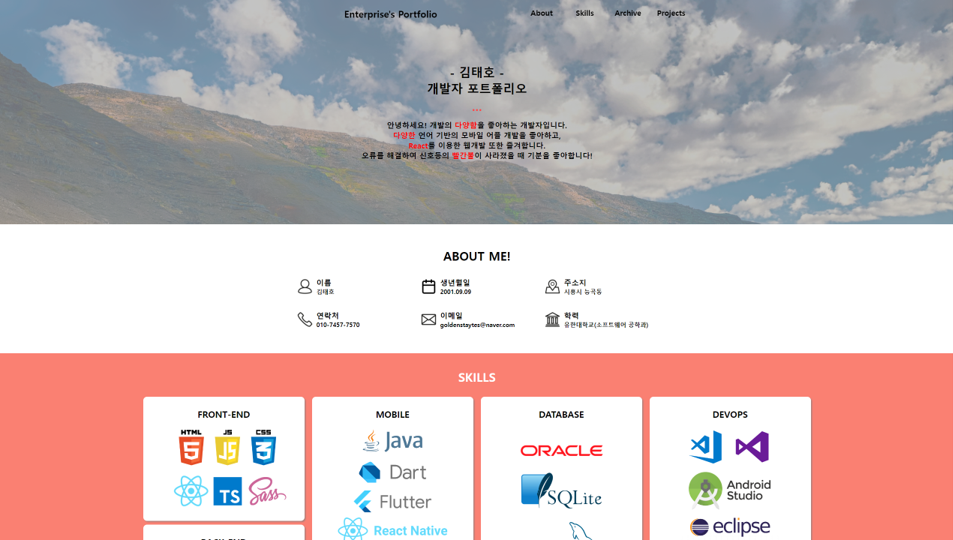 Enterprise's Portfolio
About Skills Archive Projects
- 김태호 -
개발자 포트폴리오
---
안녕하세요! 개발의 다양함을 좋아하는 개발자입니다.
다양한 언어 기반의 모바일 어플 개발을 좋아하고,
React를 이용한 웹개발 또한 즐겨합니다.
오류를 해결하며 신호등의 빨간불이 사라졌을 때 기분을 좋아합니다!
ABOUT ME!
이름
김태호
생년월일
2001.09.09
주소지
시흥시 능곡동
연락처
010-7457-7570
이메일
goldenstaytes@naver.com
학력
유한대학교(소프트웨어 공학과)
SKILLS
FRONT-END
HTML
5
JS
JS
CSS
3
TS
Sass
MOBILE
Java
Dart
Flutter
React Native
DATABASE
ORACLE
SQLite
DEVOPS
Android
Studio
eclipse